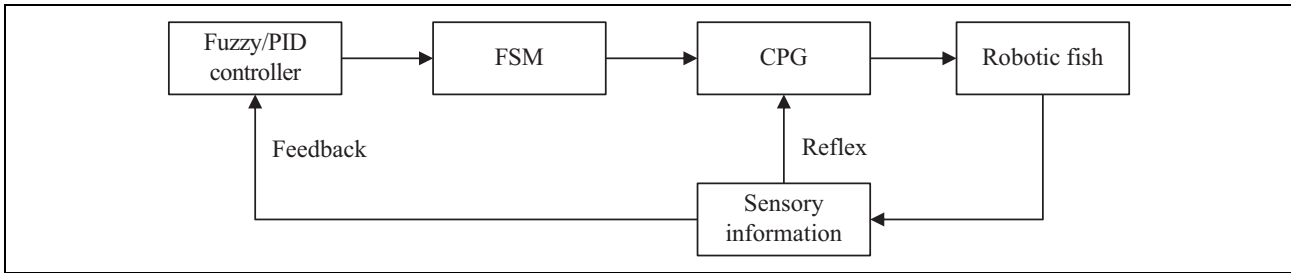 Fuzzy/PID
controller
FSM
CPG
Robotic fish
Feedback
Reflex
Sensory
information